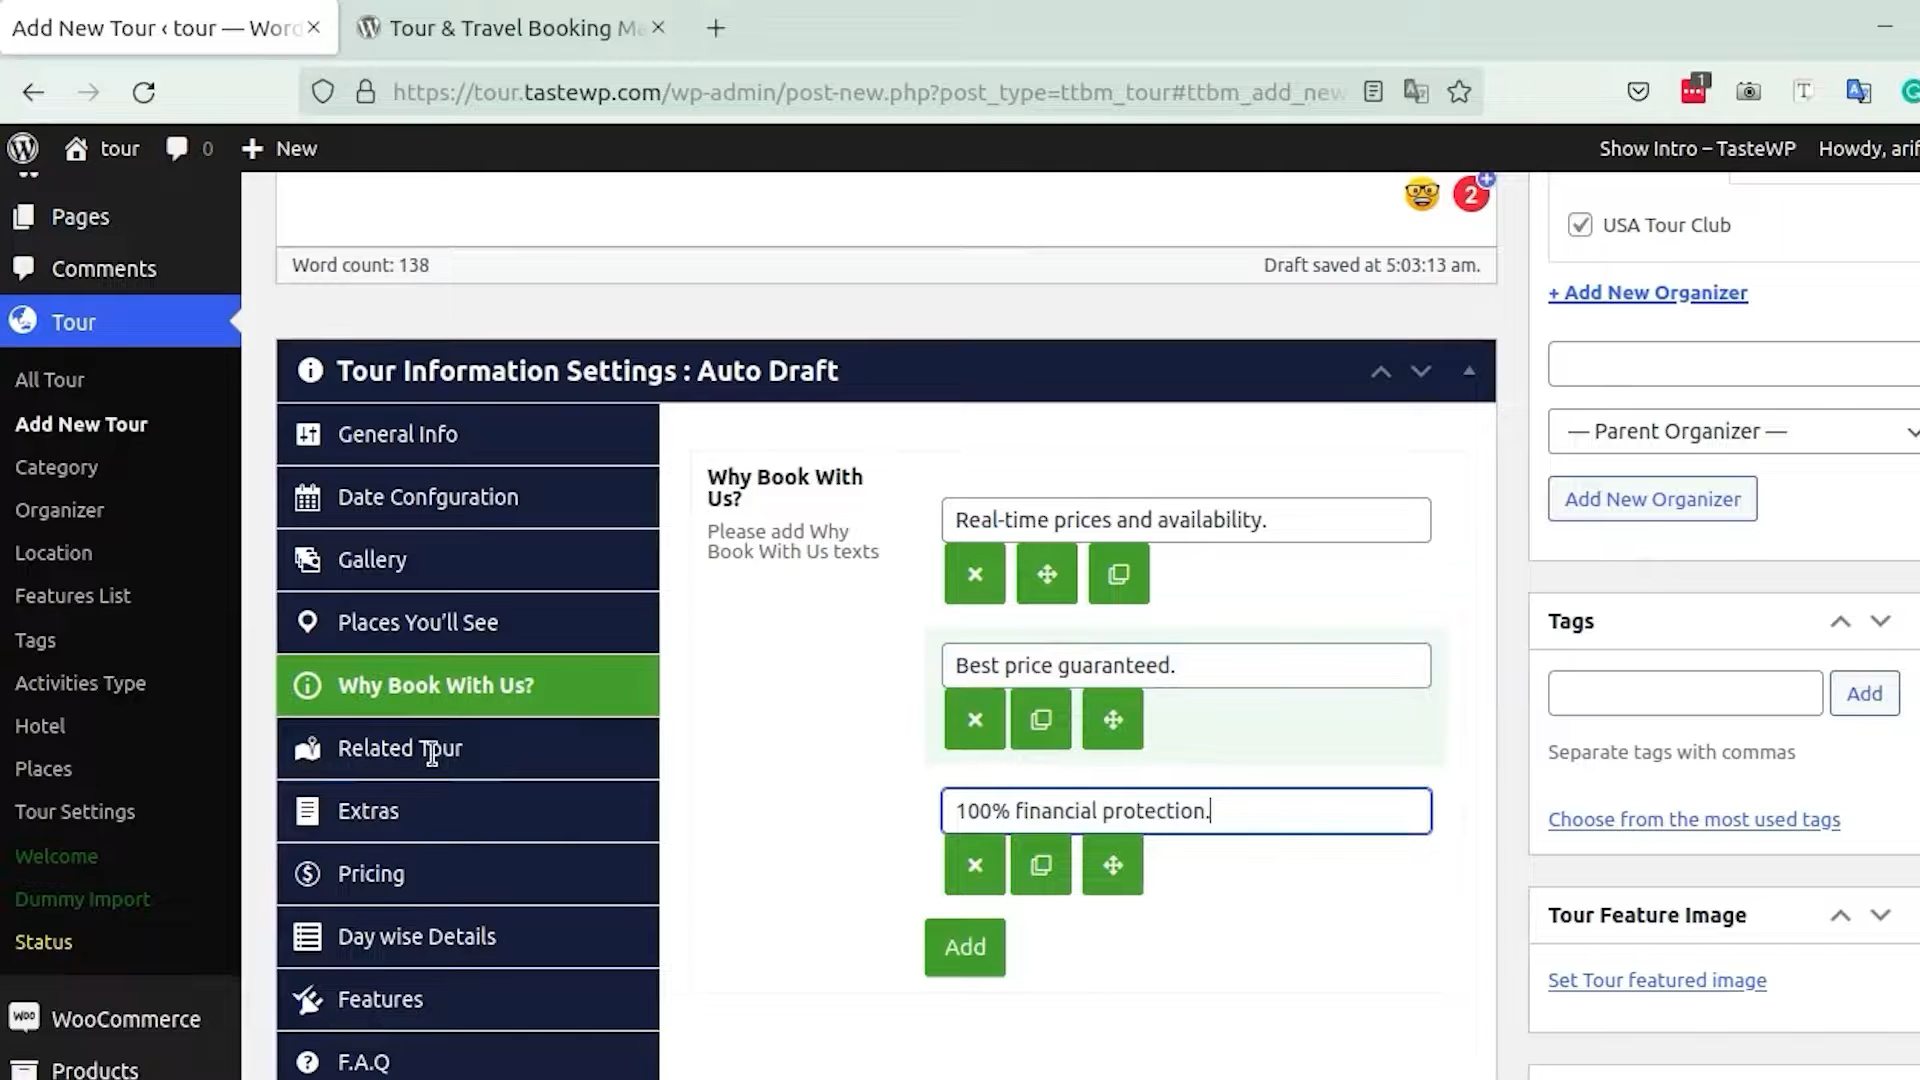 Add New Tour ‹ tour — Word
Tour & Travel Booking Ma
https://tour.tastewp.com/wp-admin/post-new.php?post_type=ttbm_tour#ttbm_add_new
1
tour
0
New
Show Intro – TasteWP
Howdy, arif
Pages
Comments
Tour
All Tour
Add New Tour
Category
Organizer
Location
Features List
Tags
Activities Type
Hotel
Places
Tour Settings
Welcome
Dummy Import
Status
WooCommerce
Products
2
Word count: 138
Draft saved at 5:03:13 am.
Tour Information Settings : Auto Draft
General Info
Date Confguration
Gallery
Places You'll See
Why Book With Us?
Related Tour
Extras
Pricing
Day wise Details
Features
F.A.Q
Why Book With
Us?
Please add Why
Book With Us texts
Real-time prices and availability.
Best price guaranteed.
100% financial protection.
Add
USA Tour Club
+ Add New Organizer
— Parent Organizer —
Add New Organizer
Tags
Add
Separate tags with commas
Choose from the most used tags
Tour Feature Image
Set Tour featured image